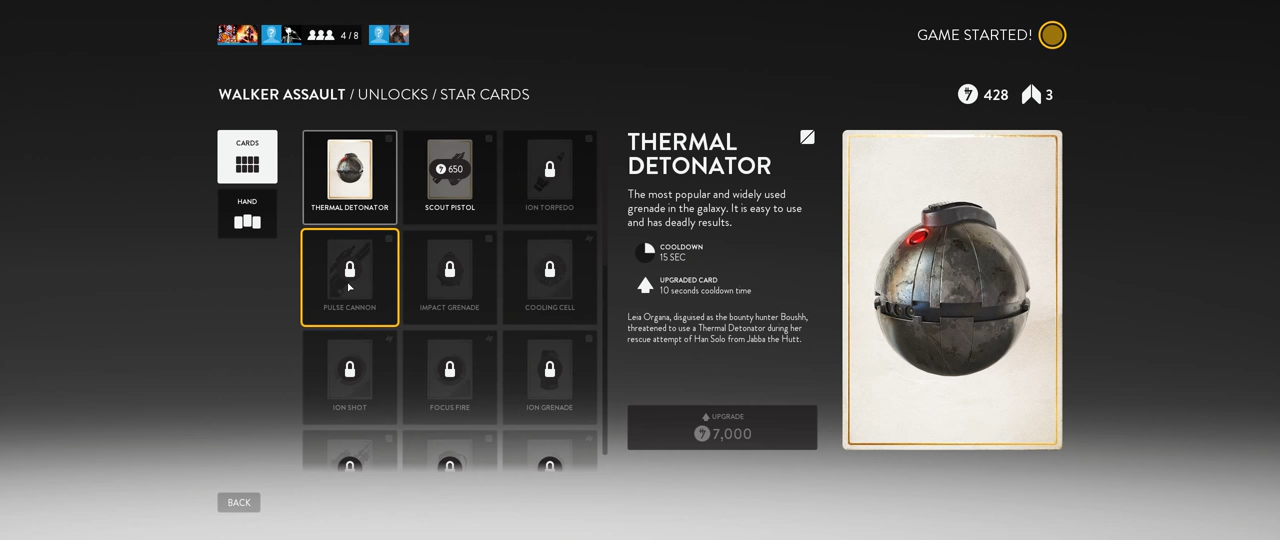 4 / 8
GAME STARTED!
WALKER ASSAULT / UNLOCKS / STAR CARDS
428
3
CARDS
HAND
THERMAL DETONATOR
650
SCOUT PISTOL
ION TORPEDO
PULSE CANNON
IMPACT GRENADE
COOLING CELL
ION SHOT
FOCUS FIRE
ION GRENADE
THERMAL
DETONATOR
The most popular and widely used
grenade in the galaxy. It is easy to use
and has deadly results.
COOLDOWN
15 SEC
UPGRADED CARD
10 seconds cooldown time
Leia Organa, disguised as the bounty hunter Boushh,
threatened to use a Thermal Detonator during her
rescue attempt of Han Solo from Jabba the Hutt.
UPGRADE
7,000
BACK